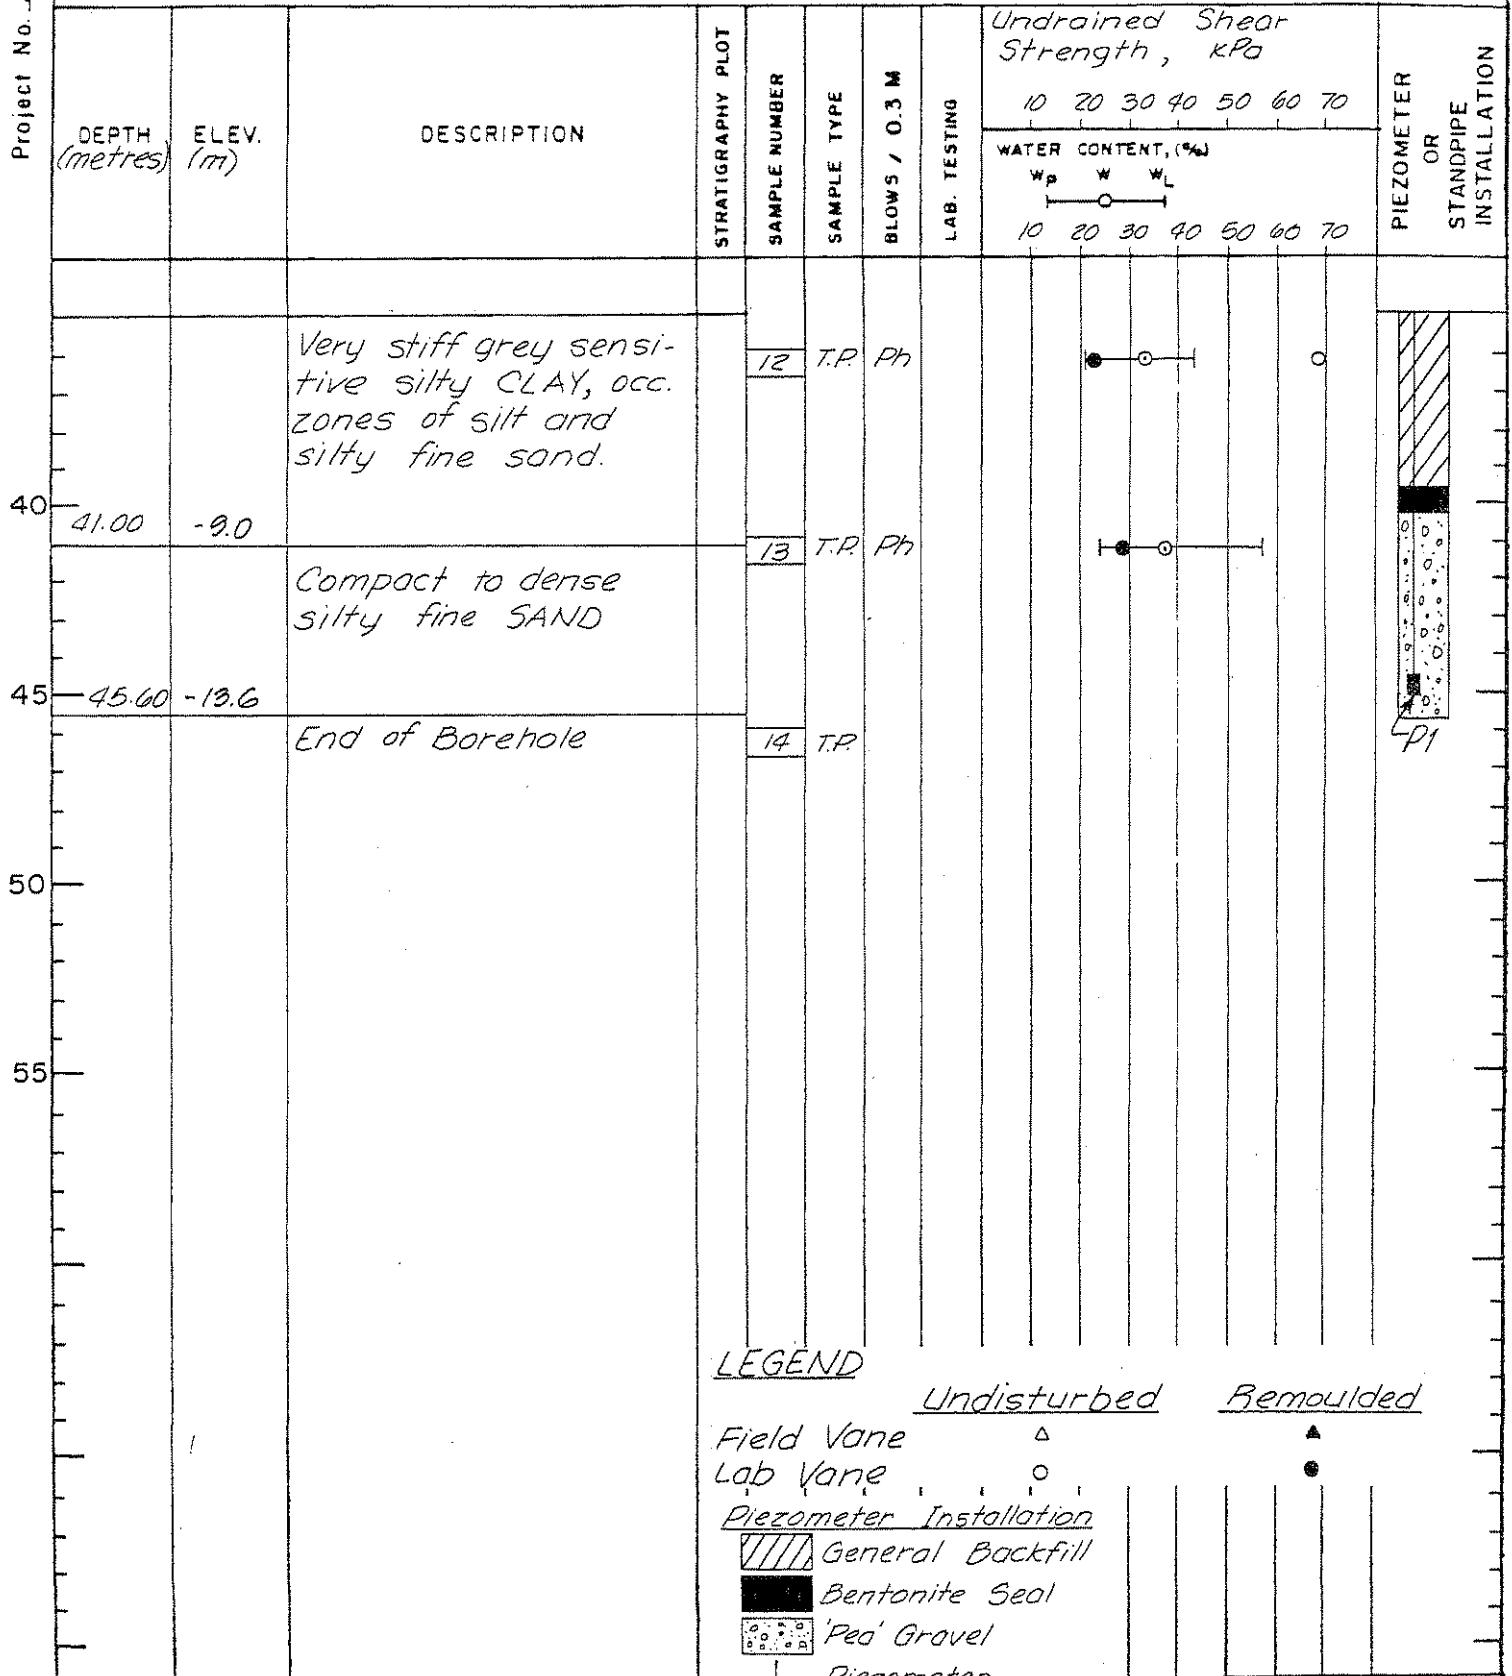 Project No.
DEPTH
(metres)
ELEV.
(m)
DESCRIPTION
STRATIGRAPHY PLOT
SAMPLE NUMBER
SAMPLE TYPE
BLOWS / 0.3 M
LAB. TESTING
Undrained Shear
Strength, kPa
10 20 30 40 50 60 70
WATER CONTENT, (%)
Wp W WL
10 20 30 40 50 60 70
PIEZOMETER
OR
STANDPIPE
INSTALLATION
Very stiff grey sensi-
tive silty CLAY, occ.
zones of silt and
silty fine sand.
12 T.P. Ph
40
41.00 -9.0
13 T.P. Ph
Compact to dense
silty fine SAND
45
45.60 -13.6
P1
End of Borehole
14 T.P.
50
55
LEGEND
Undisturbed Remoulded
Field Vane △ ▲
Lab Vane ○ ●
Piezometer Installation
General Backfill
Bentonite Seal
'Pea' Gravel
Piezometer